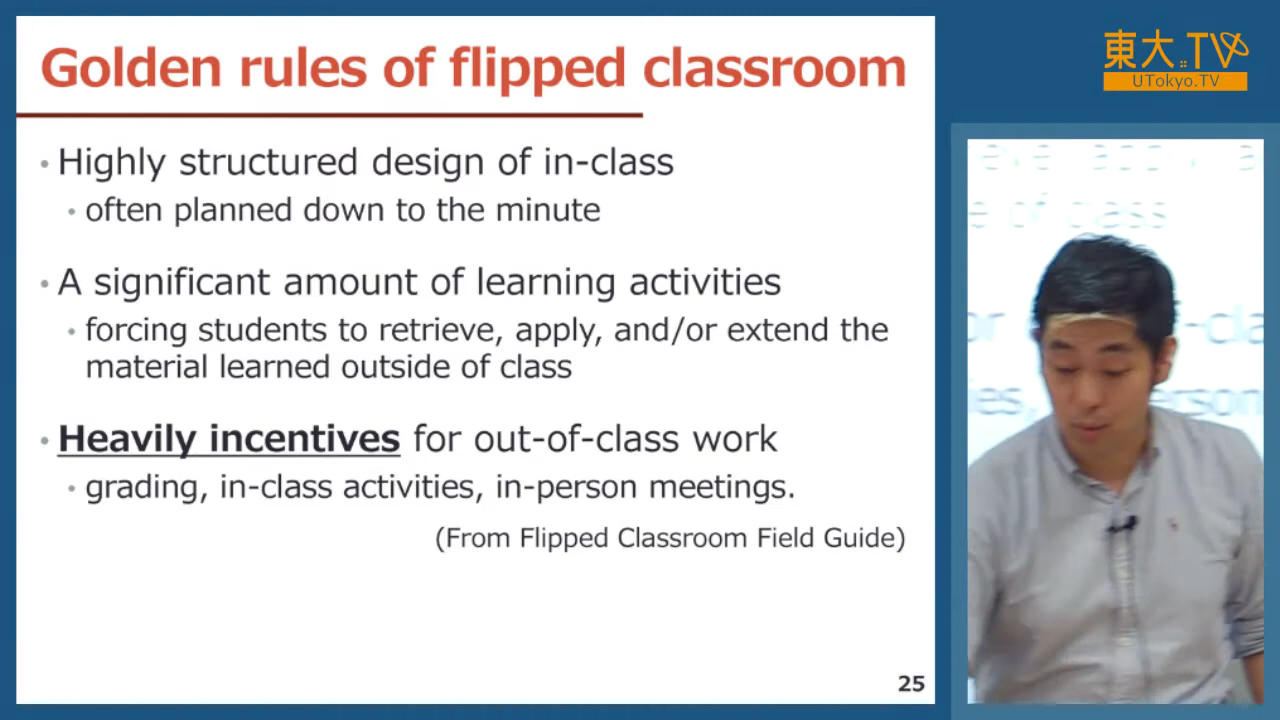 Golden rules of flipped classroom
• Highly structured design of in-class
• often planned down to the minute
• A significant amount of learning activities
• forcing students to retrieve, apply, and/or extend the
material learned outside of class
• Heavily incentives for out-of-class work
• grading, in-class activities, in-person meetings.
(From Flipped Classroom Field Guide)
25
東大.TV
UTokyo.TV
of class